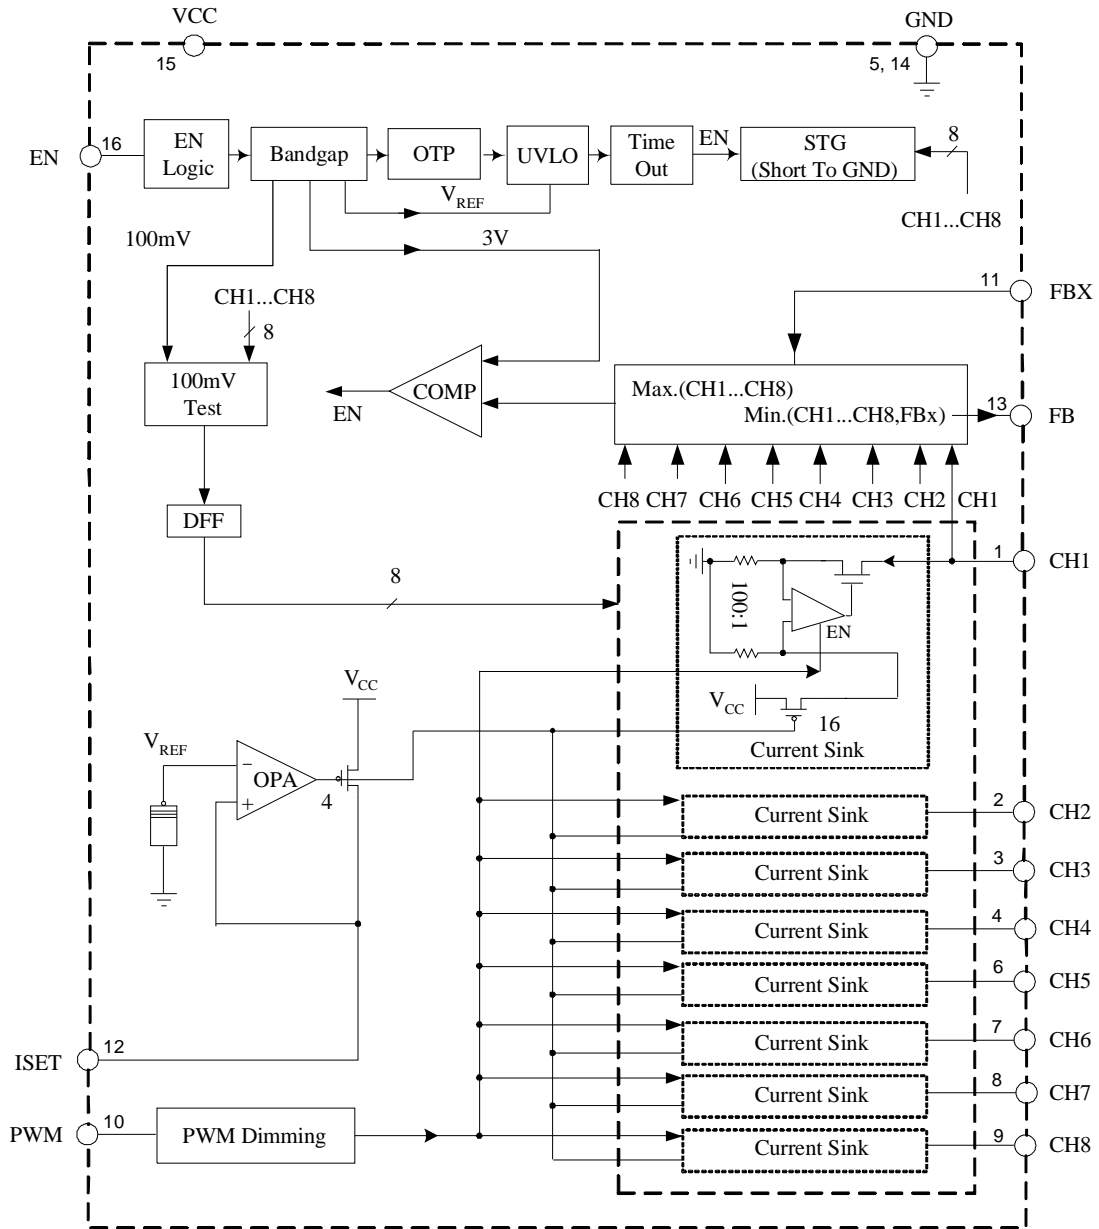 VCC
GND
15
5, 14
EN
16
EN
Logic
Bandgap
OTP
UVLO
Time
Out
EN
STG
(Short To GND)
8
VREF
CH1...CH8
100mV
3V
CH1...CH8
8
11
FBX
100mV
Test
COMP
EN
Max.(CH1...CH8)
Min.(CH1...CH8,FBx)
13
FB
CH8
CH7
CH6
CH5
CH4
CH3
CH2
CH1
DFF
8
1
CH1
100:1
EN
VCC
VCC
16
Current Sink
VREF
−
OPA
+
4
Current Sink
2
CH2
Current Sink
3
CH3
Current Sink
4
CH4
Current Sink
6
CH5
Current Sink
7
CH6
ISET
12
Current Sink
8
CH7
PWM
10
PWM Dimming
Current Sink
9
CH8